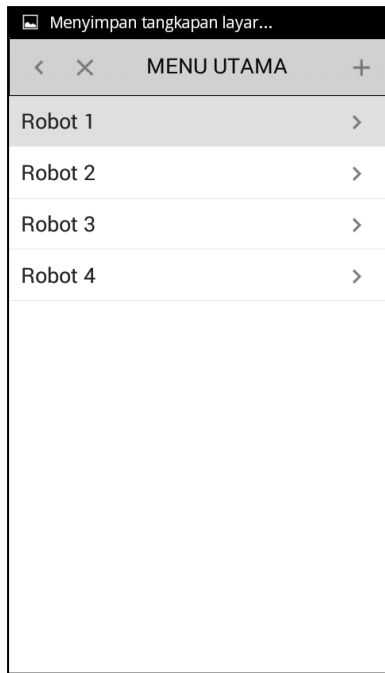 Menyimpan tangkapan layar...
MENU UTAMA
Robot 1
Robot 2
Robot 3
Robot 4